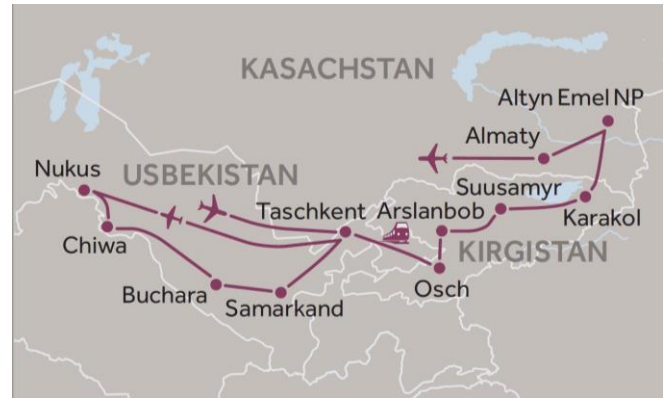 KASACHSTAN
Altyn Emel NP
Almaty
Nukus
USBEKISTAN
Suusamyr
Taschkent
Arslanbob
Karakol
Chiwa
KIRGISTAN
Osch
Buchara
Samarkand